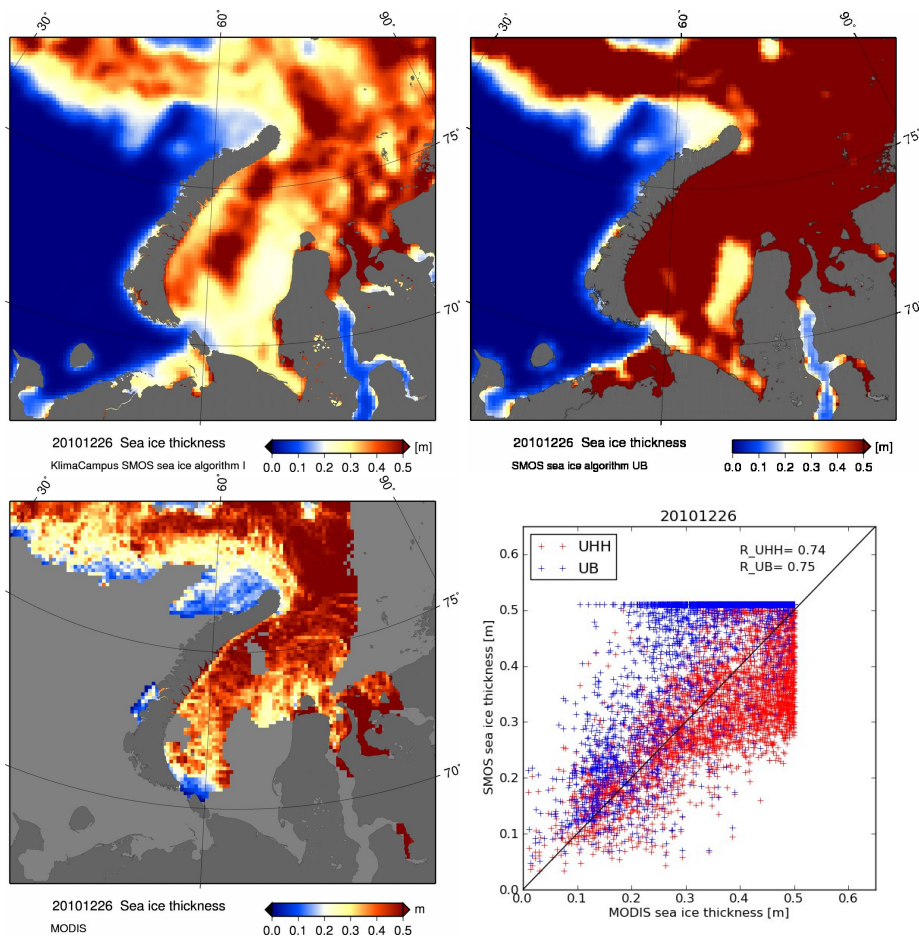 30° 60° 90°
75°
70°
20101226 Sea ice thickness
KlimaCampus SMOS sea ice algorithm I
[m]
0.0 0.1 0.2 0.3 0.4 0.5
30° 60° 90°
75°
70°
20101226 Sea ice thickness
SMOS sea ice algorithm UB
[m]
0.0 0.1 0.2 0.3 0.4 0.5
30° 60° 90°
75°
70°
20101226 Sea ice thickness
MODIS
m
0.0 0.1 0.2 0.3 0.4 0.5
20101226
UHH
UB
R_UHH= 0.74
R_UB= 0.75
SMOS sea ice thickness [m]
0.6
0.5
0.4
0.3
0.2
0.1
0.0
0.0 0.1 0.2 0.3 0.4 0.5 0.6
MODIS sea ice thickness [m]